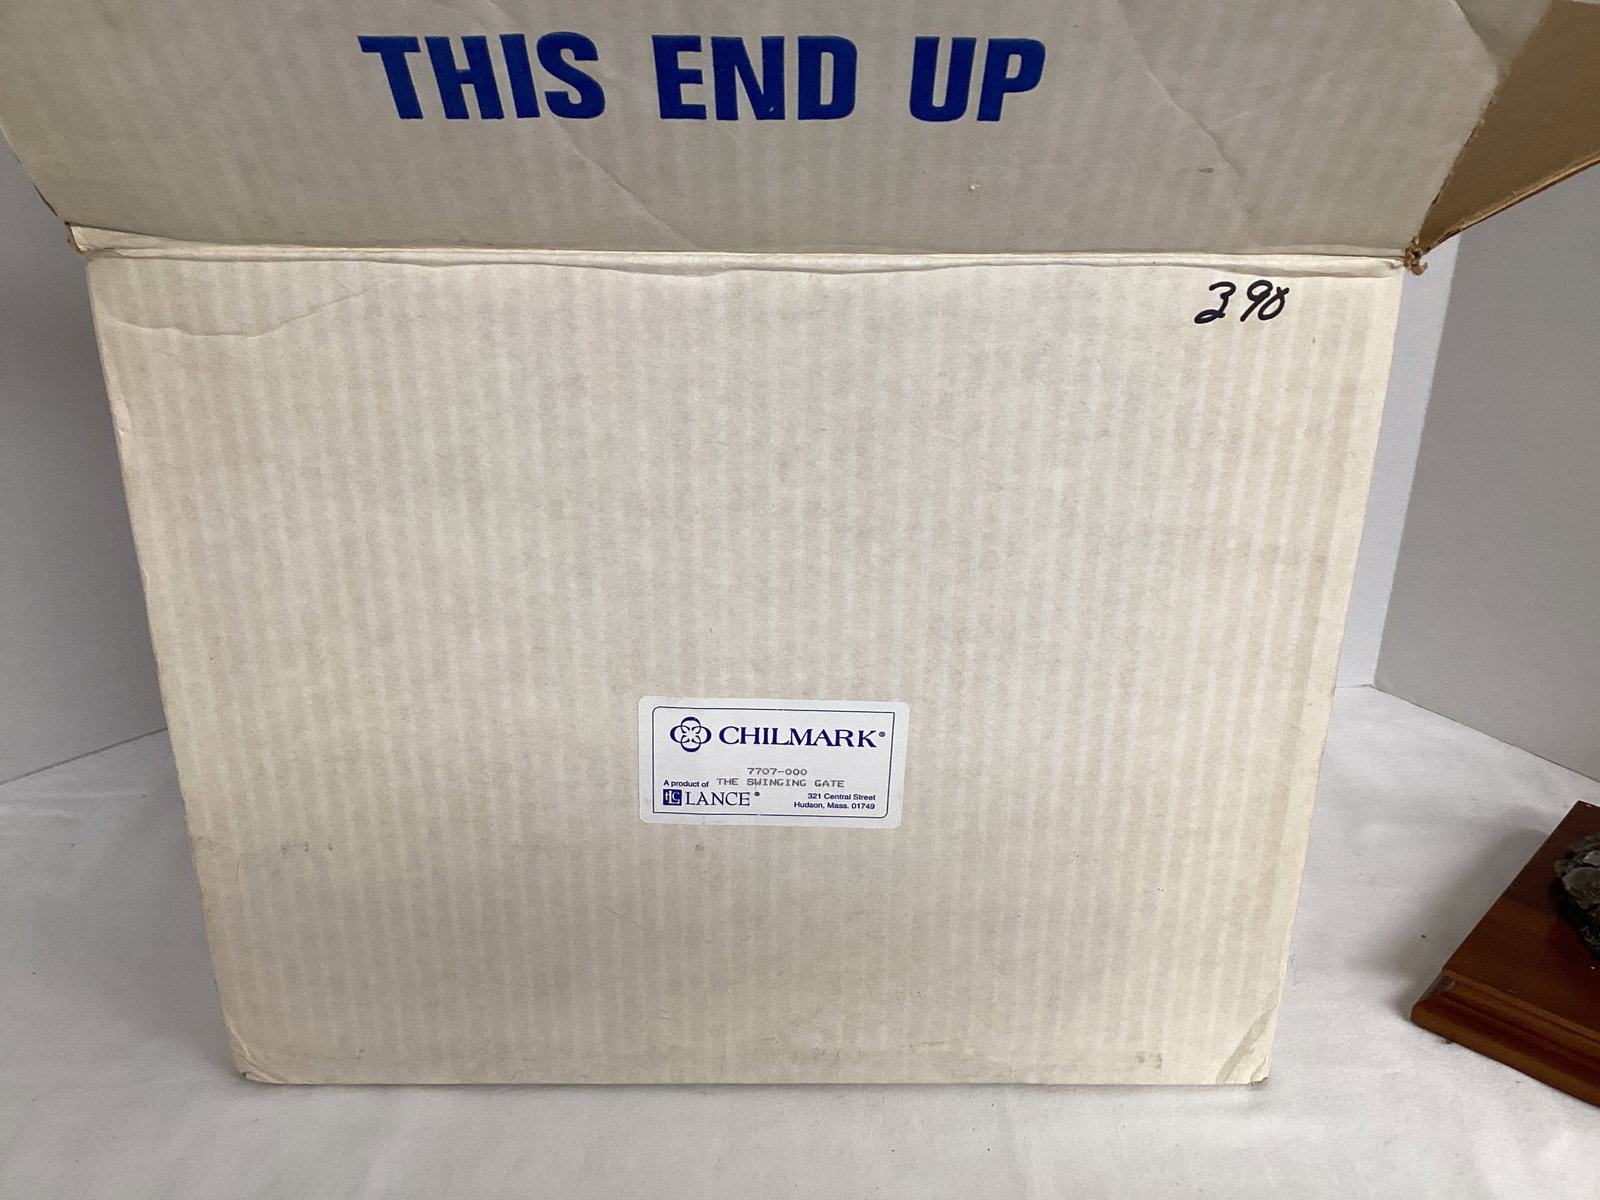 THIS END UP
390
CHILMARK®
7707-000
THE SWINGING GATE
A product of
HLC LANCE®
321 Central Street
Hudson, Mass. 01749